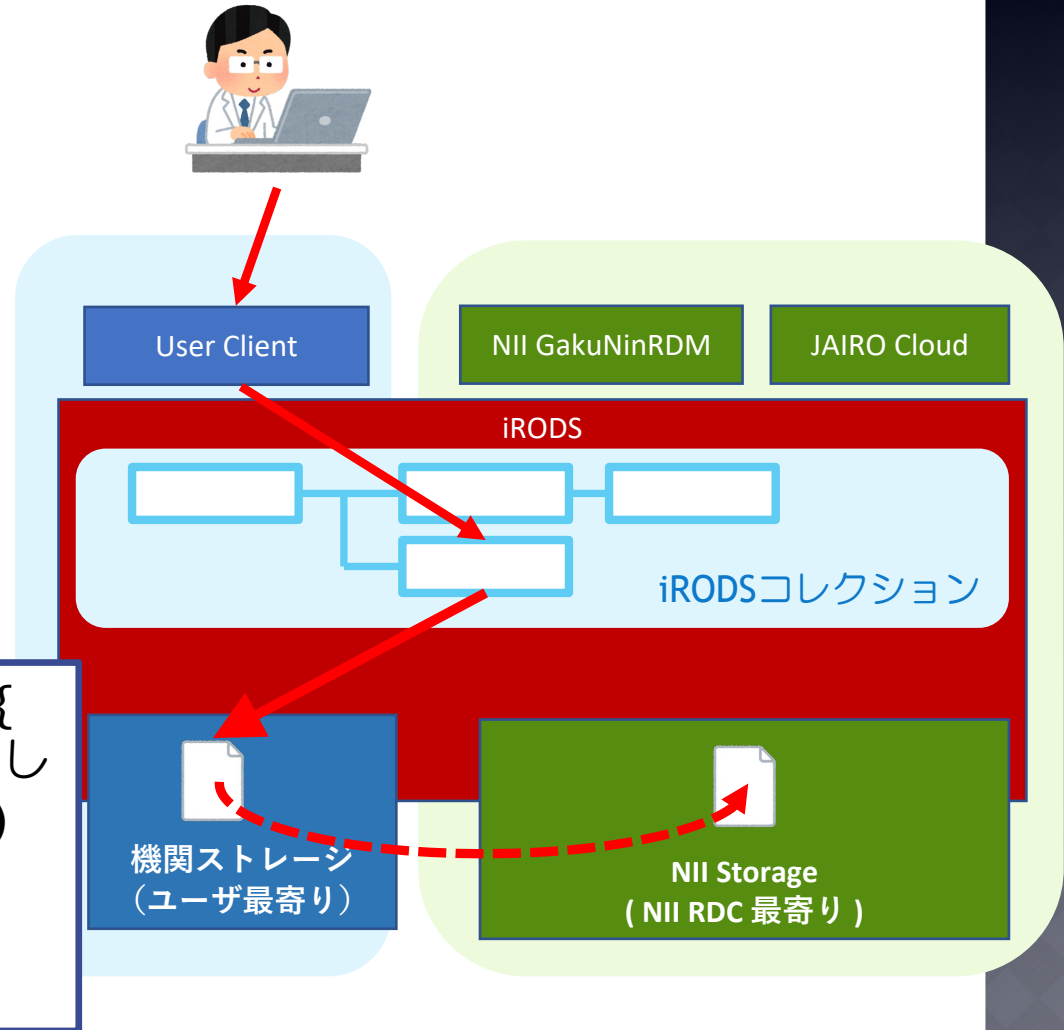 User Client
NII GakuNinRDM
JAIRO Cloud
iRODS
iRODSコレクション
{
し
)
機関ストレージ
（ユーザ最寄り）
NII Storage
( NII RDC 最寄り )